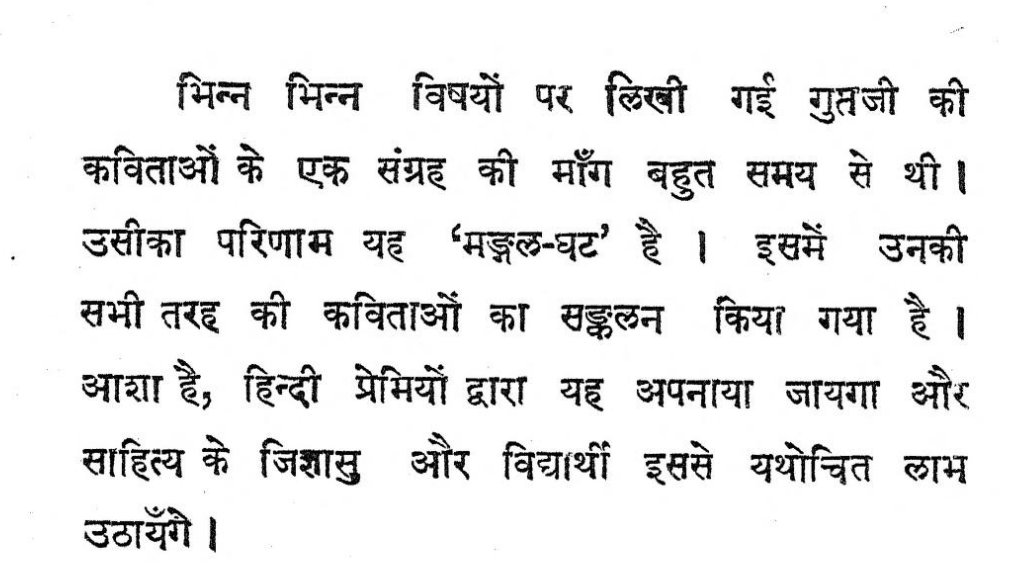 भिन्न भिन्न विषयों पर लिखी गई गुप्तजी की
कविताओं के एक संग्रह की माँग बहुत समय से थी।
उसीका परिणाम यह ‘मङ्गल-घट’ है । इसमें उनकी
सभी तरह की कविताओं का सङ्कलन किया गया है ।
आशा है, हिन्दी प्रेमियों द्वारा यह अपनाया जायगा और
साहित्य के जिज्ञासु और विद्यार्थी इससे यथोचित लाभ
उठायँगे ।